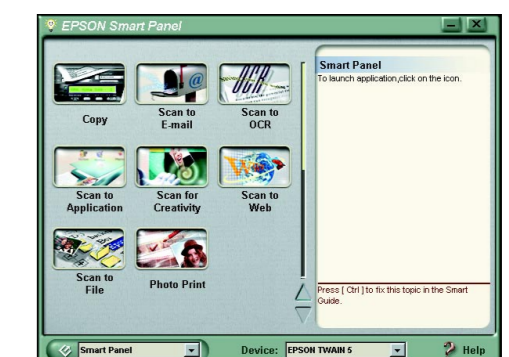 EPSON Smart Panel
Copy
Scan to
E-mail
Scan to
OCR
Scan to
Application
Scan for
Creativity
Scan to
Web
Scan to
File
Photo Print
Smart Panel
To launch application,click on the icon.
Press [ Ctrl ] to fix this topic in the Smart
Guide.
Smart Panel
Device:
EPSON TWAIN 5
Help